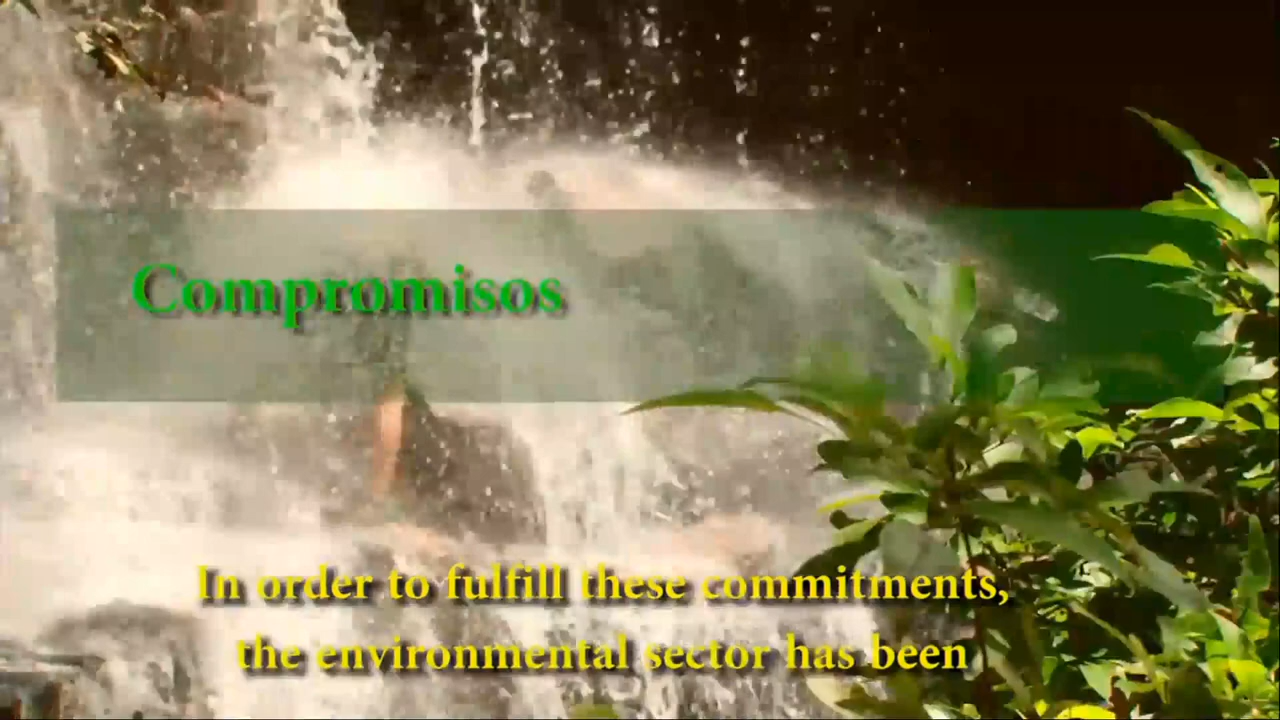 Compromisos
In order to fulfill these commitments,
the environmental sector has been